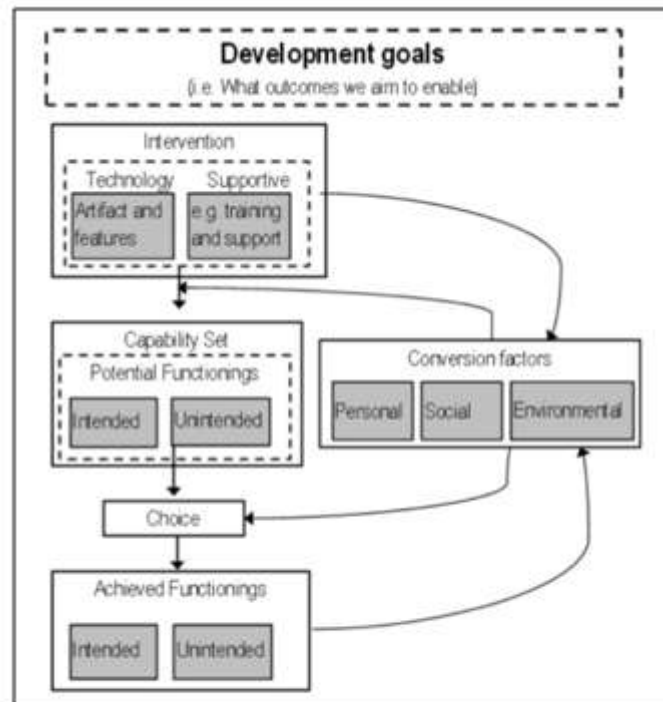 Development goals
(i.e. What outcomes we aim to enable)
Intervention
Technology Supportive
Artifact and e.g. training
features and support
Capability Set
Potential Functionings
Intended Unintended
Conversion factors
Personal Social Environmental
Choice
Achieved Functionings
Intended Unintended